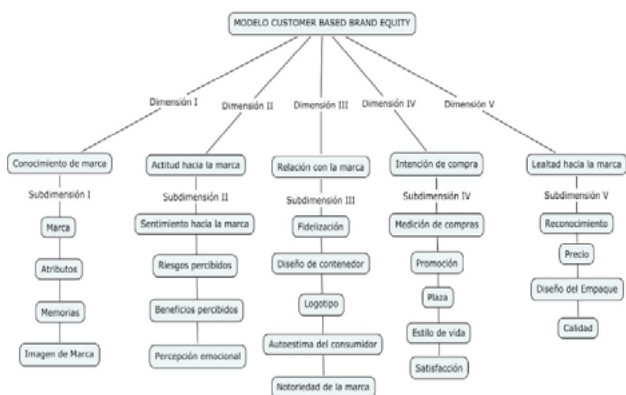 MODELO CUSTOMER BASED BRAND EQUITY
Dimensión I
Dimensión II
Dimensión III
Dimensión IV
Dimensión V
Conocimiento de marca
Actitud hacia la marca
Relación con la marca
Intención de compra
Lealtad hacia la marca
Subdimensión I
Subdimensión II
Subdimensión III
Subdimensión IV
Subdimensión V
Marca
Atributos
Memorias
Imagen de Marca
Sentimiento hacia la marca
Riesgos percibidos
Beneficios percibidos
Percepción emocional
Fidelización
Diseño de contenedor
Logotipo
Autoestima del consumidor
Notoriedad de la marca
Medición de compras
Promoción
Plaza
Estilo de vida
Satisfacción
Reconocimiento
Precio
Diseño del Empaque
Calidad